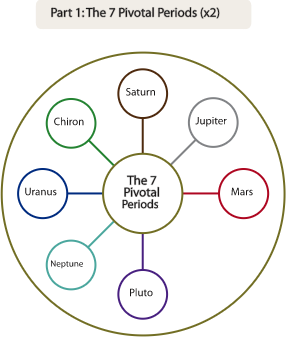 Part 1: The 7 Pivotal Periods (x2)
Saturn
Chiron
Jupiter
Uranus
The 7
Pivotal
Periods
Mars
Neptune
Pluto